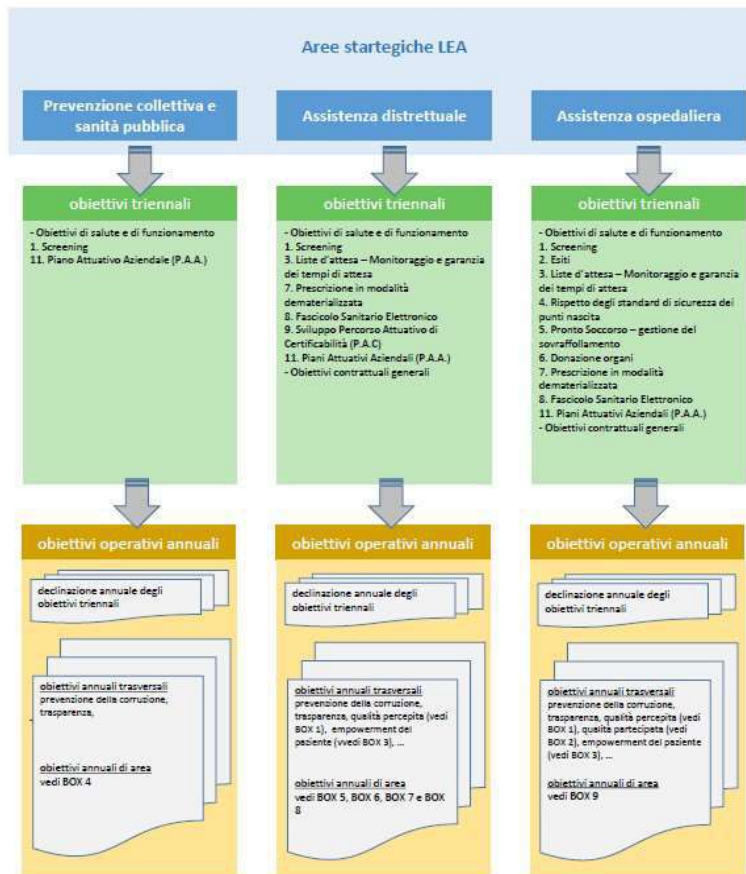 Aree startegiche LEA
Prevenzione collettiva e
sanità pubblica
obiettivi triennali
- Obiettivi di salute e di funzionamento
1. Screening
11. Piano Attuativo Aziendale (P.A.A.)
obiettivi operativi annuali
declinazione annuale degli
obiettivi triennali
obiettivi annuali trasversali
prevenzione della corruzione,
trasparenza,
obiettivi annuali di area
vedi BOX 4
Assistenza distrettuale
obiettivi triennali
- Obiettivi di salute e di funzionamento
1. Screening
3. Liste d'attesa – Monitoraggio e garanzia
dei tempi di attesa
7. Prescrizione in modalità
dematerializzata
8. Fascicolo Sanitario Elettronico
9. Sviluppo Percorso Attuativo di
Certificabilità (P.A.C)
11. Piani Attuativi Aziendali (P.A.A.)
- Obiettivi contrattuali generali
obiettivi operativi annuali
declinazione annuale degli
obiettivi triennali
obiettivi annuali trasversali
prevenzione della corruzione,
trasparenza, qualità percepita (vedi
BOX 1), empowerment del
paziente (vvedi BOX 3), ...
obiettivi annuali di area
vedi BOX 5, BOX 6, BOX 7 e BOX
8
Assistenza ospedaliera
obiettivi triennali
- Obiettivi di salute e di funzionamento
1. Screening
2. Esiti
3. Liste d'attesa – Monitoraggio e garanzia
dei tempi di attesa
4. Rispetto degli standard di sicurezza dei
punti nascita
5. Pronto Soccorso – gestione del
sovraffollamento
6. Donazione organi
7. Prescrizione in modalità
dematerializzata
8. Fascicolo Sanitario Elettronico
11. Piani Attuativi Aziendali (P.A.A.)
- Obiettivi contrattuali generali
obiettivi operativi annuali
declinazione annuale degli
obiettivi triennali
obiettivi annuali trasversali
prevenzione della corruzione,
trasparenza, qualità percepita (vedi
BOX 1), qualità partecipata (vedi
BOX 2), empowerment del paziente
(vedi BOX 3), ...
obiettivi annuali di area
vedi BOX 9